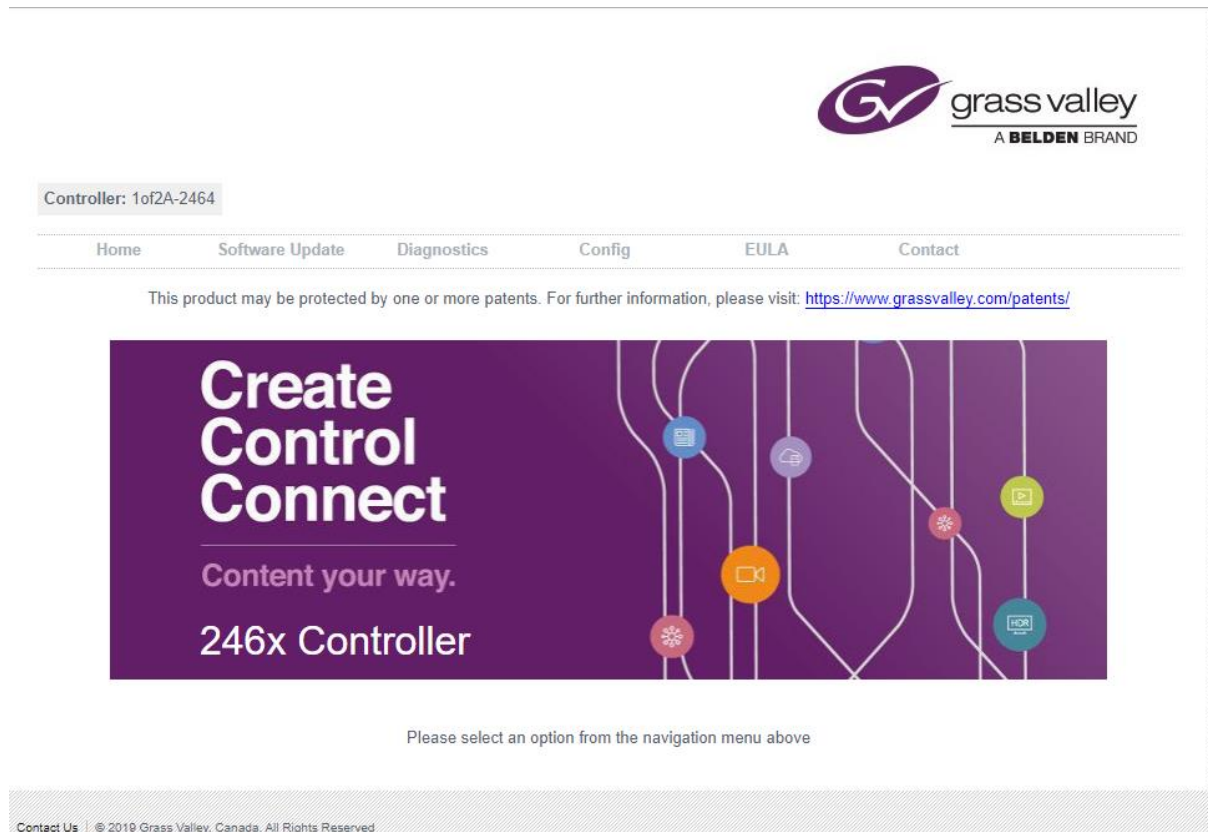 GV
grass valley
A BELDEN BRAND
Controller: 1of2A-2464
Home Software Update Diagnostics Config EULA Contact
This product may be protected by one or more patents. For further information, please visit: https://www.grassvalley.com/patents/
Create
Control
Connect
Content your way.
246x Controller
HDR
Please select an option from the navigation menu above
Contact Us © 2019 Grass Valley, Canada. All Rights Reserved